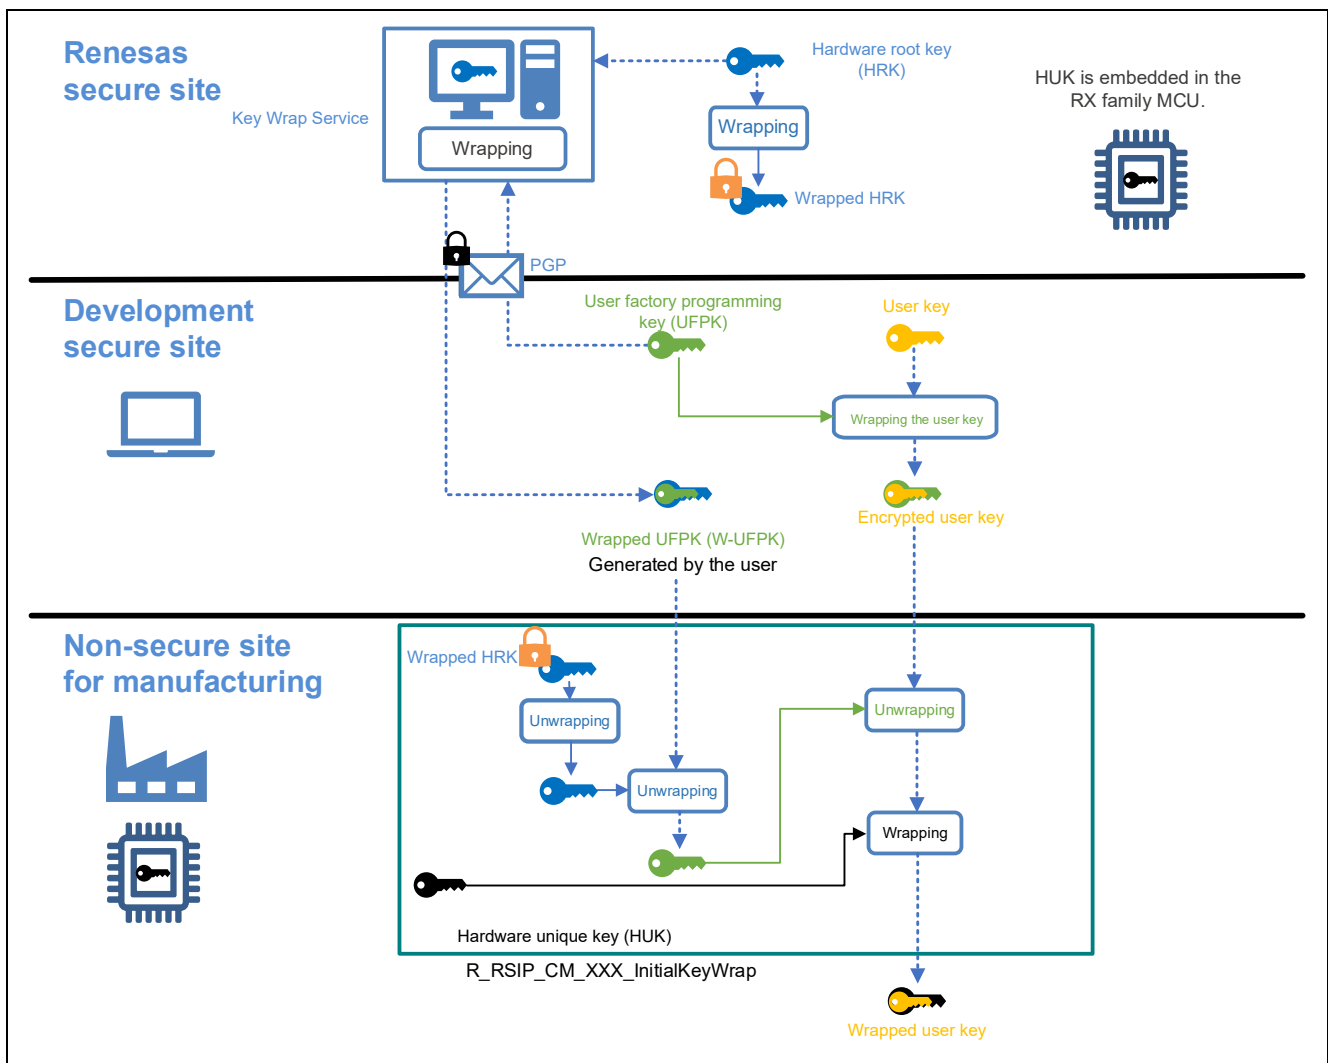 Renesas
secure site
Key Wrap Service
Wrapping
Hardware root key
(HRK)
Wrapping
Wrapped HRK
HUK is embedded in the
RX family MCU.
PGP
Development
secure site
User factory programming
key (UFPK)
User key
Wrapping the user key
Encrypted user key
Wrapped UFPK (W-UFPK)
Generated by the user
Non-secure site
for manufacturing
Wrapped HRK
Unwrapping
Unwrapping
Unwrapping
Wrapping
Hardware unique key (HUK)
R_RSIP_CM_XXX_InitialKeyWrap
Wrapped user key